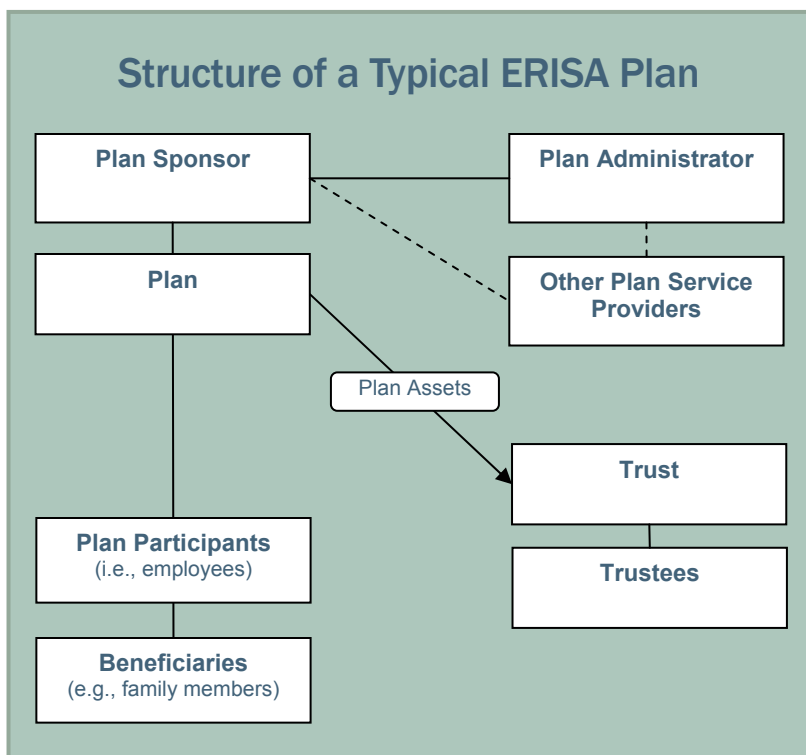 Structure of a Typical ERISA Plan
Plan Sponsor
Plan Administrator
Plan
Other Plan Service
Providers
Plan Assets
Trust
Plan Participants
(i.e., employees)
Trustees
Beneficiaries
(e.g., family members)